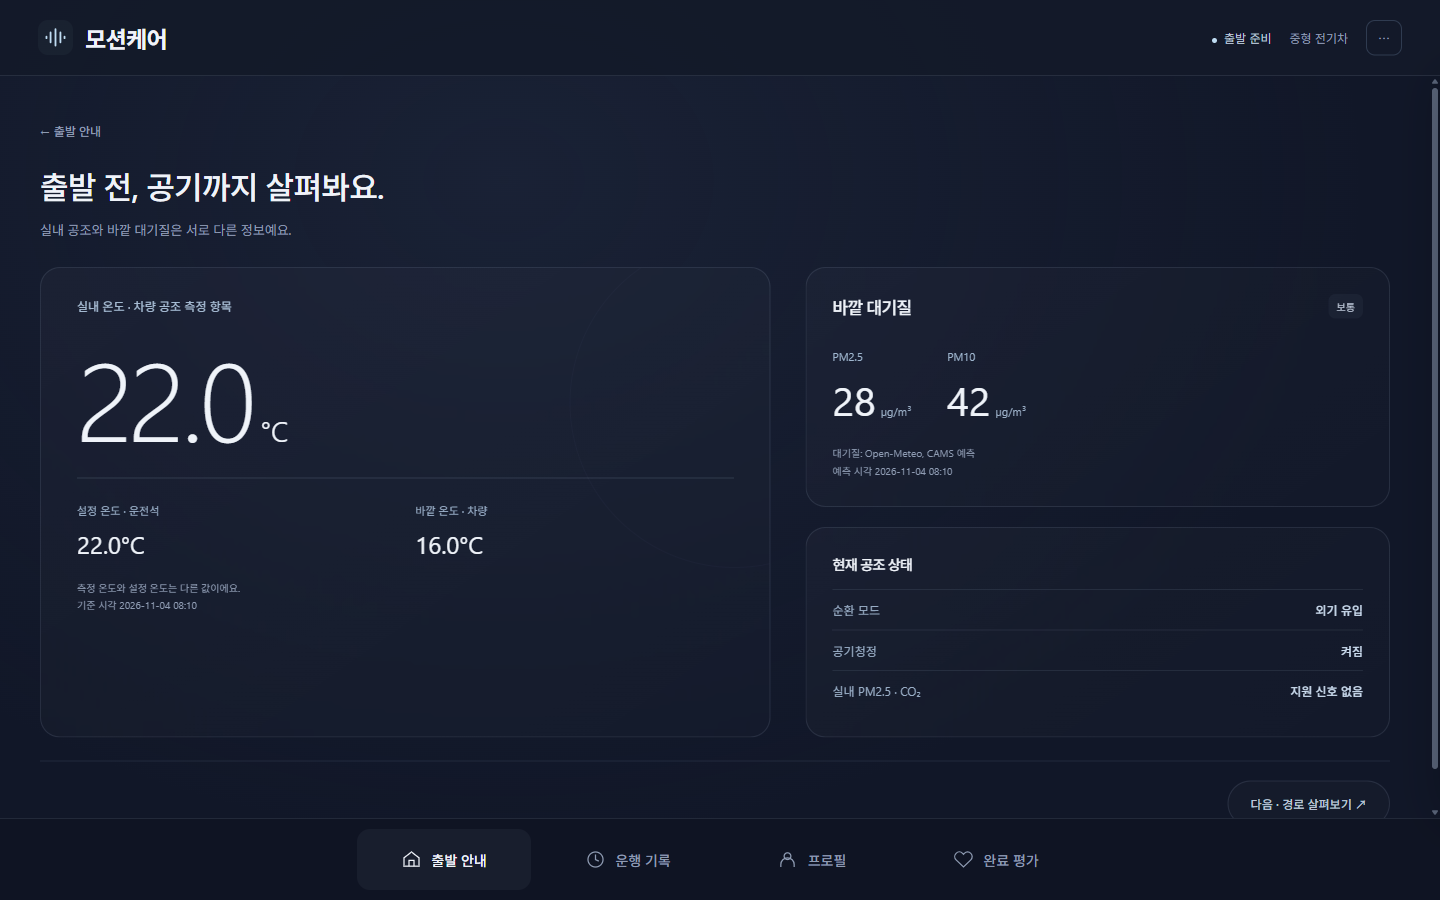 모션케어
출발 준비
중형 전기차
···
← 출발 안내
출발 전, 공기까지 살펴봐요.
실내 공조와 바깥 대기질은 서로 다른 정보예요.
실내 온도 · 차량 공조 측정 항목
22.0 °C
설정 온도 · 운전석
22.0°C
바깥 온도 · 차량
16.0°C
측정 온도와 설정 온도는 다른 값이에요.
기준 시각 2026-11-04 08:10
바깥 대기질
보통
PM2.5
28 µg/m³
PM10
42 µg/m³
대기질: Open-Meteo, CAMS 예측
예측 시각 2026-11-04 08:10
현재 공조 상태
순환 모드 외기 유입
공기청정 켜짐
실내 PM2.5 · CO₂ 지원 신호 없음
다음 · 경로 살펴보기 ↗
출발 안내
운행 기록
프로필
완료 평가